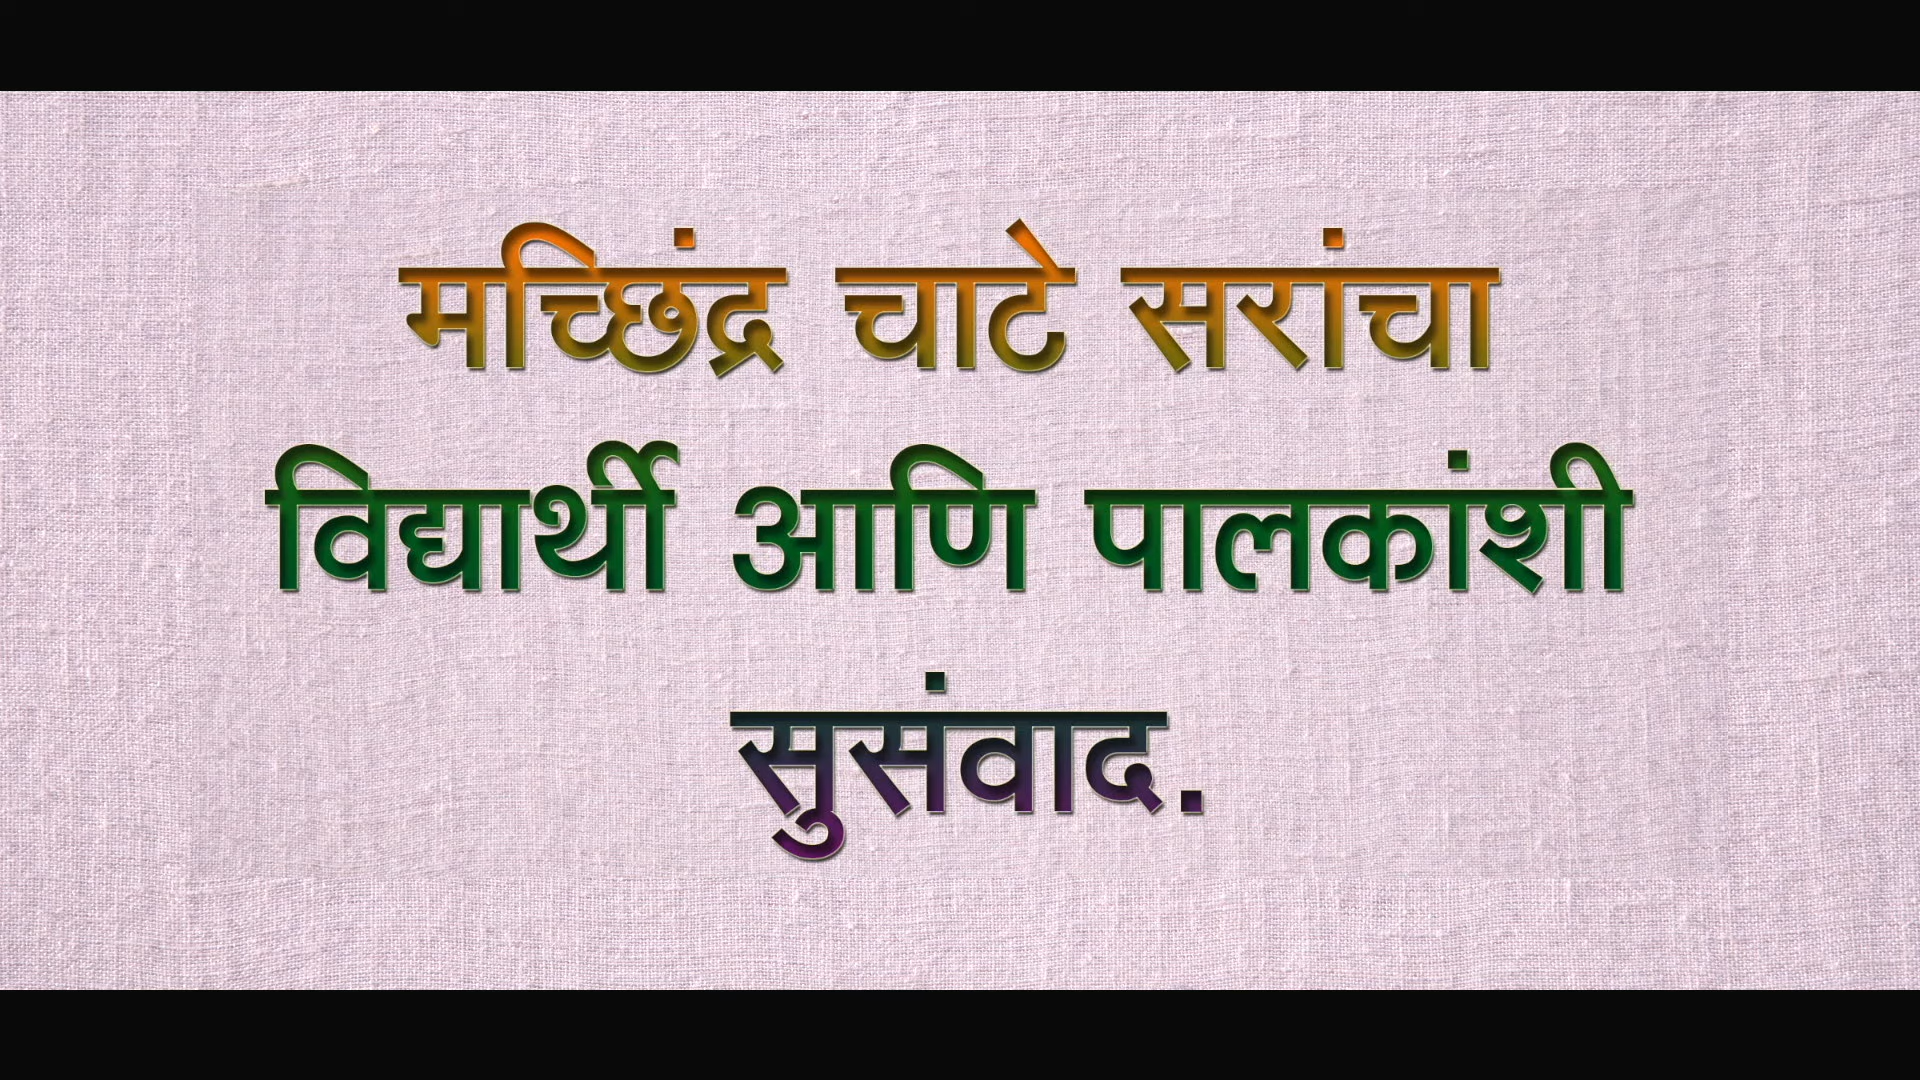 मच्छिंद्र चाटे सरांचा
विद्यार्थी आणि पालकांशी
सुसंवाद.